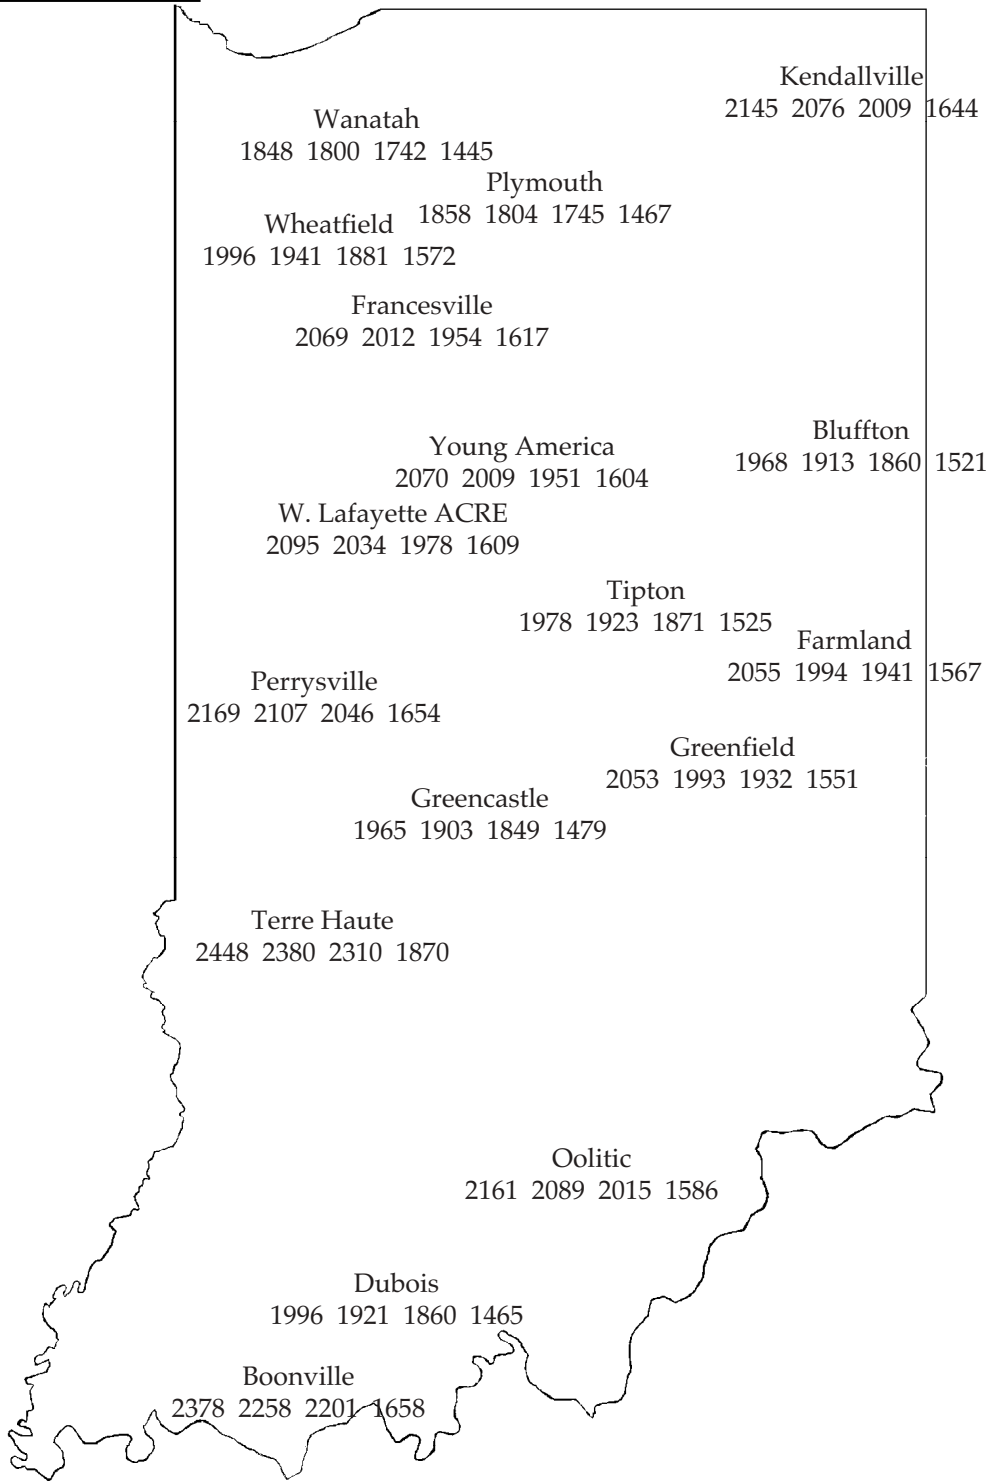 Kendallville
2145 2076 2009 1644
Wanatah
1848 1800 1742 1445
Plymouth
1858 1804 1745 1467
Wheatfield
1996 1941 1881 1572
Francesville
2069 2012 1954 1617
Bluffton
1968 1913 1860 1521
Young America
2070 2009 1951 1604
W. Lafayette ACRE
2095 2034 1978 1609
Tipton
1978 1923 1871 1525
Farmland
2055 1994 1941 1567
Perrysville
2169 2107 2046 1654
Greenfield
2053 1993 1932 1551
Greencastle
1965 1903 1849 1479
Terre Haute
2448 2380 2310 1870
Oolitic
2161 2089 2015 1586
Dubois
1996 1921 1860 1465
Boonville
2378 2258 2201 1658